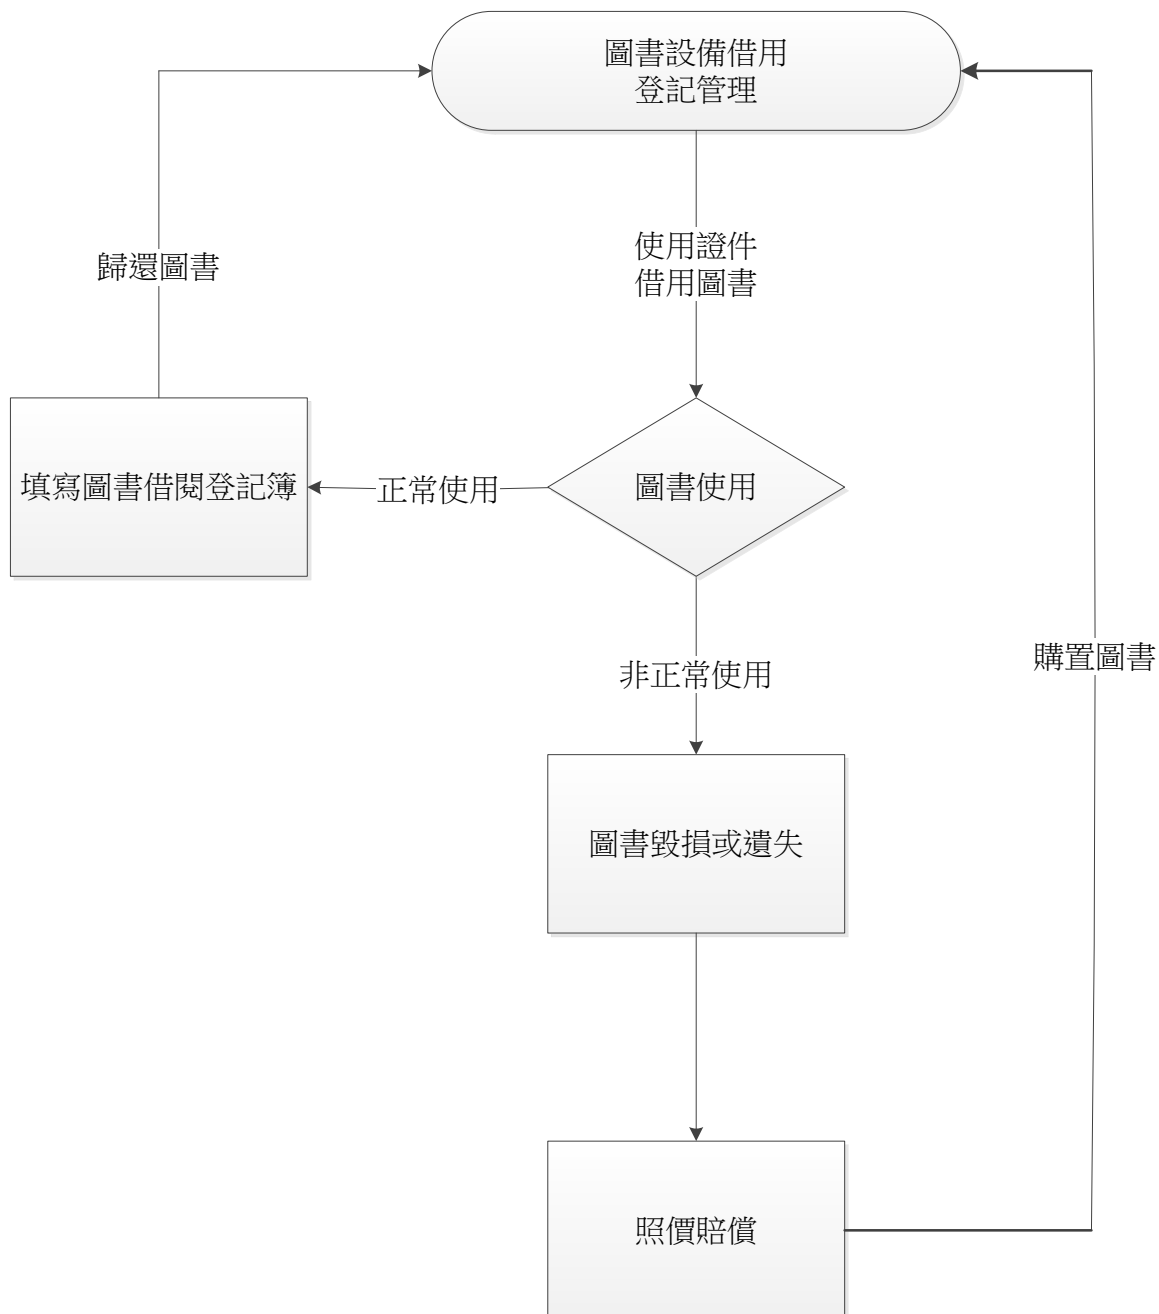 圖書設備借用
登記管理
歸還圖書
使用證件
借用圖書
填寫圖書借閱登記簿
正常使用
圖書使用
非正常使用
購置圖書
圖書毀損或遺失
照價賠償